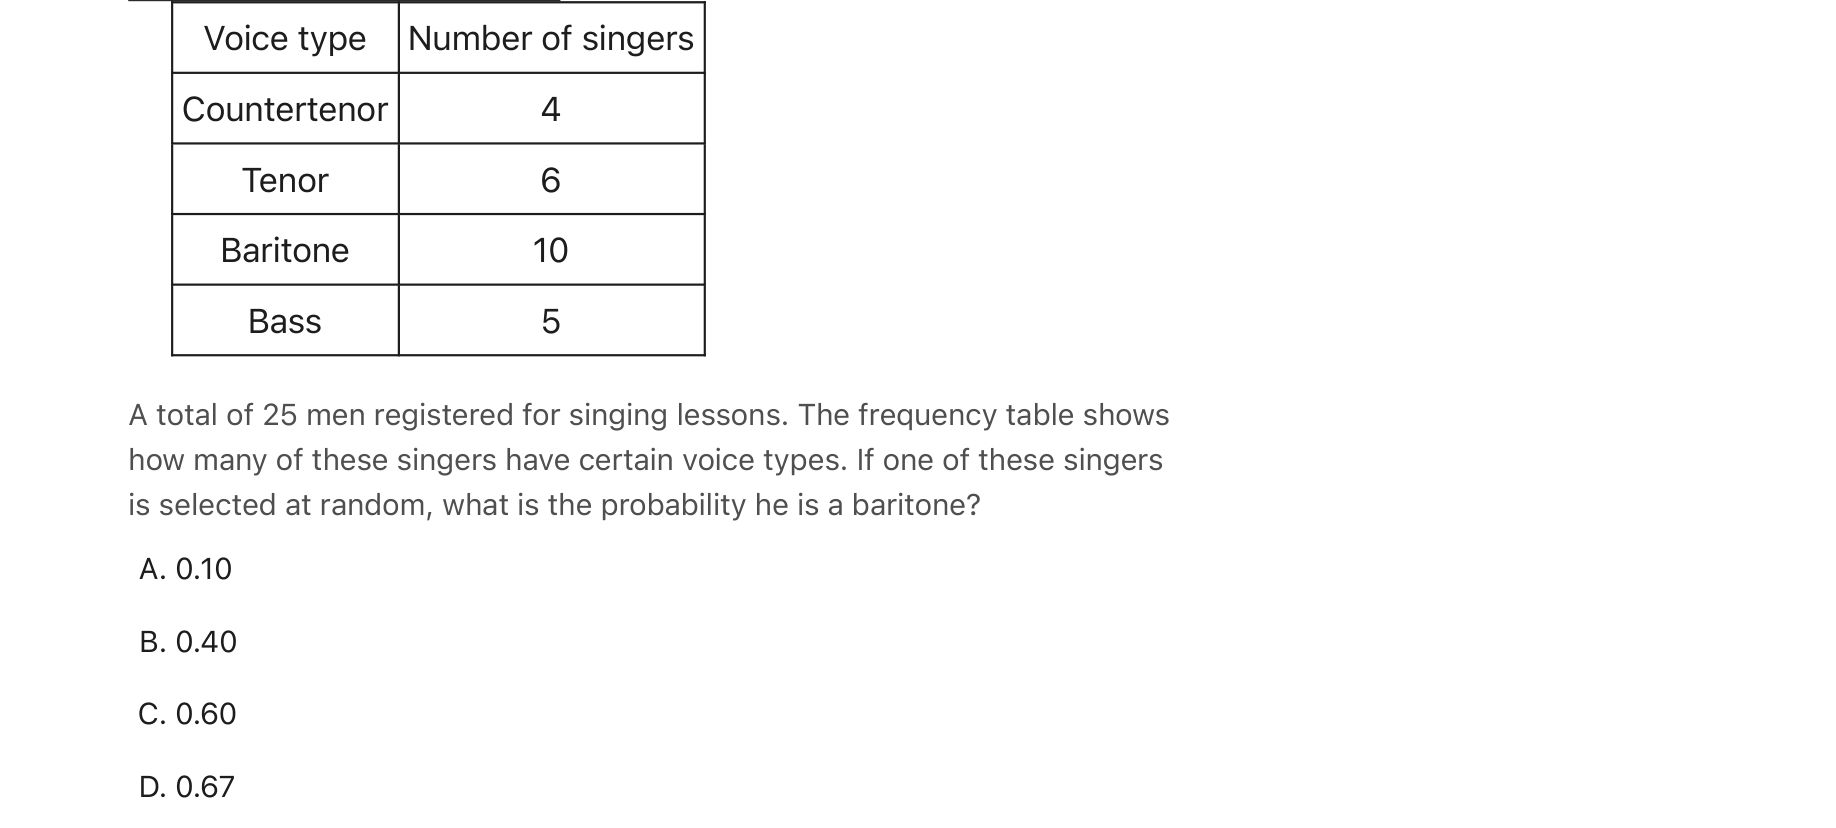 Voice type Number of singers
Countertenor 4
Tenor 6
Baritone 10
Bass 5
A total of 25 men registered for singing lessons. The frequency table shows
how many of these singers have certain voice types. If one of these singers
is selected at random, what is the probability he is a baritone?
A. 0.10
B. 0.40
C. 0.60
D. 0.67